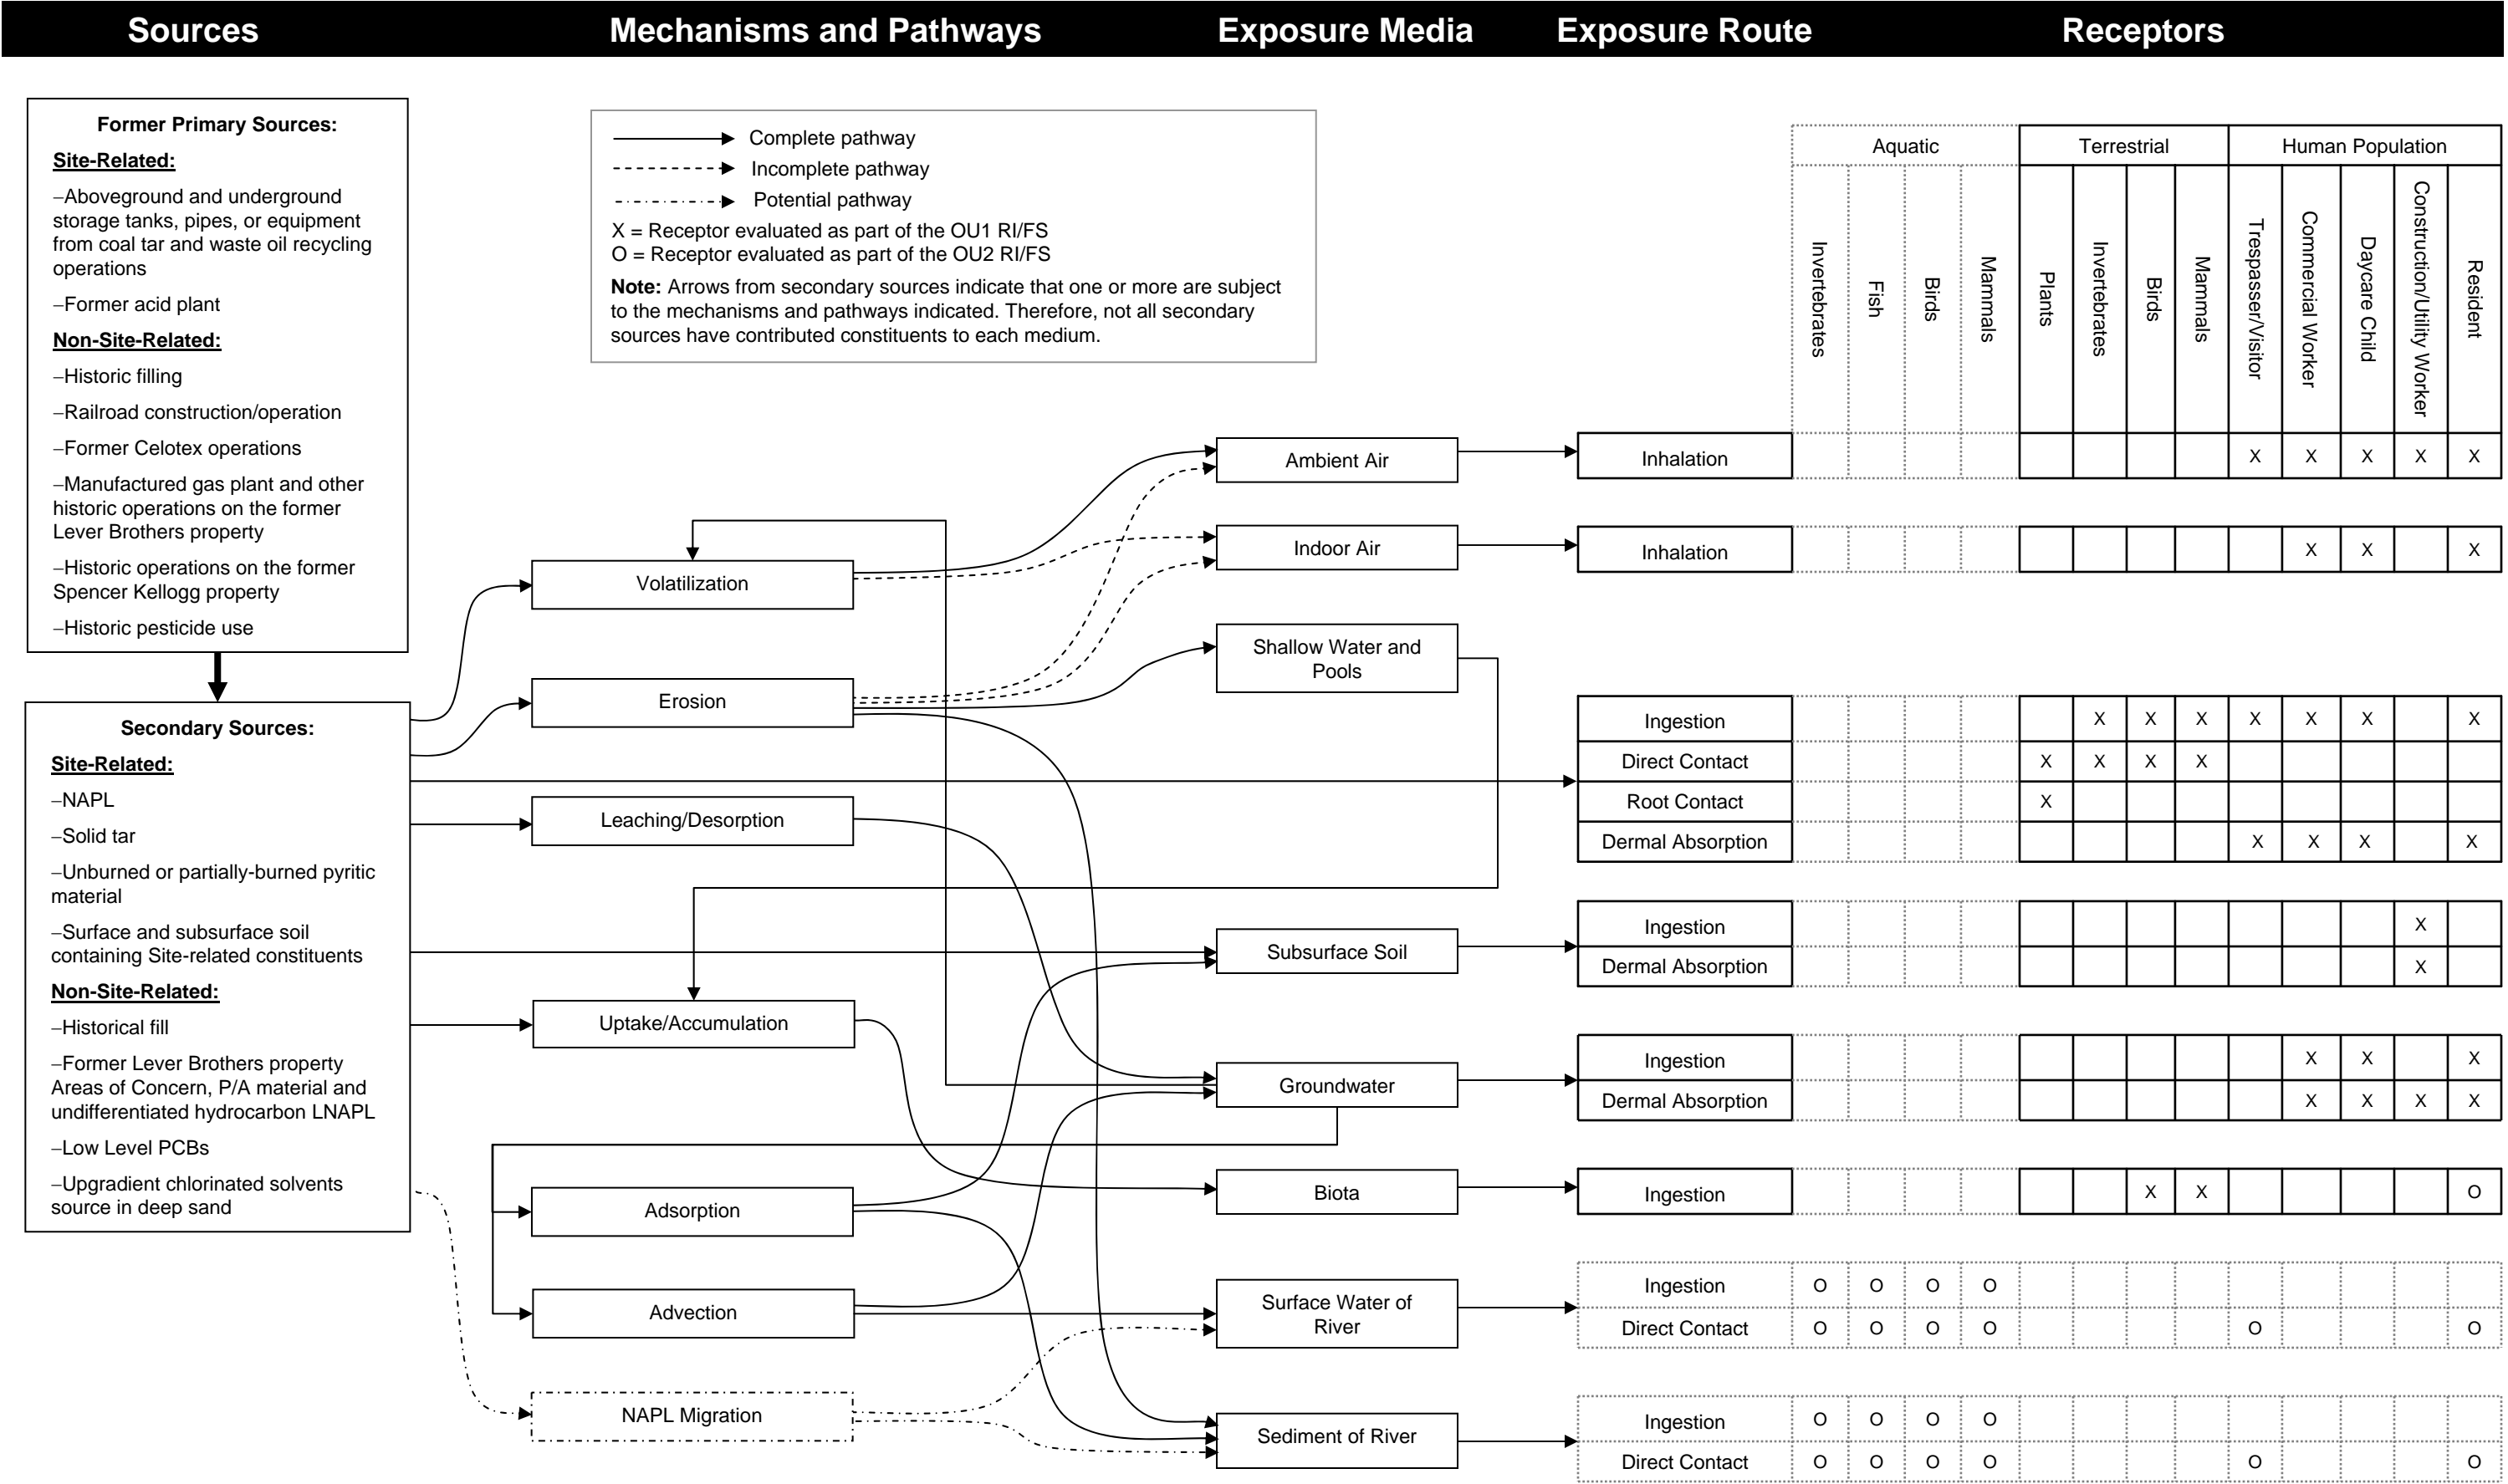 Sources
Mechanisms and Pathways
Exposure Media
Exposure Route
Receptors
Former Primary Sources:
Site-Related:
–Aboveground and underground
storage tanks, pipes, or equipment
from coal tar and waste oil recycling
operations
–Former acid plant
Non-Site-Related:
–Historic filling
–Railroad construction/operation
–Former Celotex operations
–Manufactured gas plant and other
historic operations on the former
Lever Brothers property
–Historic operations on the former
Spencer Kellogg property
–Historic pesticide use
Secondary Sources:
Site-Related:
–NAPL
–Solid tar
–Unburned or partially-burned pyritic
material
–Surface and subsurface soil
containing Site-related constituents
Non-Site-Related:
–Historical fill
–Former Lever Brothers property
Areas of Concern, P/A material and
undifferentiated hydrocarbon LNAPL
–Low Level PCBs
–Upgradient chlorinated solvents
source in deep sand
Complete pathway
Incomplete pathway
Potential pathway
X = Receptor evaluated as part of the OU1 RI/FS
O = Receptor evaluated as part of the OU2 RI/FS
Note: Arrows from secondary sources indicate that one or more are subject
to the mechanisms and pathways indicated. Therefore, not all secondary
sources have contributed constituents to each medium.
Volatilization
Erosion
Leaching/Desorption
Uptake/Accumulation
Adsorption
Advection
NAPL Migration
Ambient Air
Indoor Air
Shallow Water and
Pools
Subsurface Soil
Groundwater
Biota
Surface Water of
River
Sediment of River
Aquatic
Terrestrial
Human Population
Invertebrates
Fish
Birds
Mammals
Plants
Invertebrates
Birds
Mammals
Trespasser/Visitor
Commercial Worker
Daycare Child
Construction/Utility Worker
Resident
Inhalation X X X X X
Inhalation X X X
Ingestion X X X X X X X
Direct Contact X X X X
Root Contact X
Dermal Absorption X X X X
Ingestion X
Dermal Absorption X
Ingestion X X X
Dermal Absorption X X X X
Ingestion X X O
Ingestion O O O O
Direct Contact O O O O O O
Ingestion O O O O
Direct Contact O O O O O O